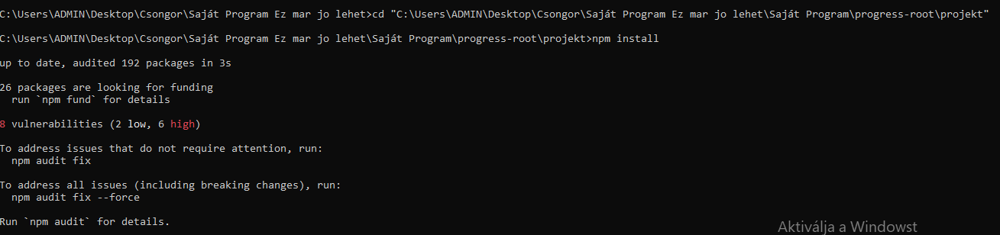 C:\Users\ADMIN\Desktop\Csongor\Saját Program Ez mar jo lehet>cd "C:\Users\ADMIN\Desktop\Csongor\Saját Program Ez mar jo lehet\Saját Program\progress-root\projekt"
C:\Users\ADMIN\Desktop\Csongor\Saját Program Ez mar jo lehet\Saját Program\progress-root\projekt>npm install
up to date, audited 192 packages in 3s
26 packages are looking for funding
  run `npm fund` for details
8 vulnerabilities (2 low, 6 high)
To address issues that do not require attention, run:
  npm audit fix
To address all issues (including breaking changes), run:
  npm audit fix --force
Run `npm audit` for details.
Aktiválja a Windowst